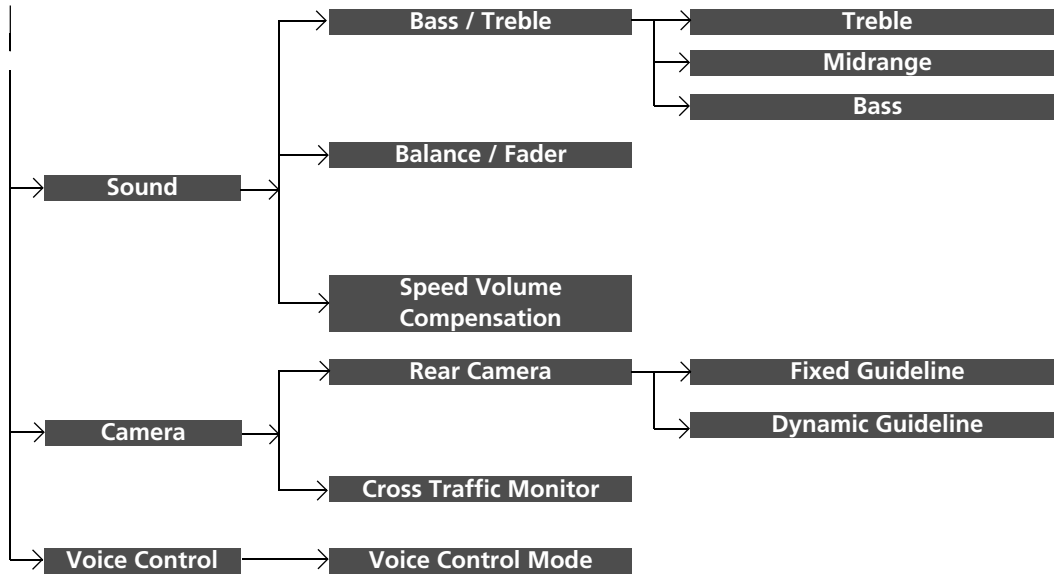 Bass / Treble
Treble
Midrange
Bass
Balance / Fader
Sound
Speed Volume
Compensation
Rear Camera
Fixed Guideline
Dynamic Guideline
Camera
Cross Traffic Monitor
Voice Control
Voice Control Mode